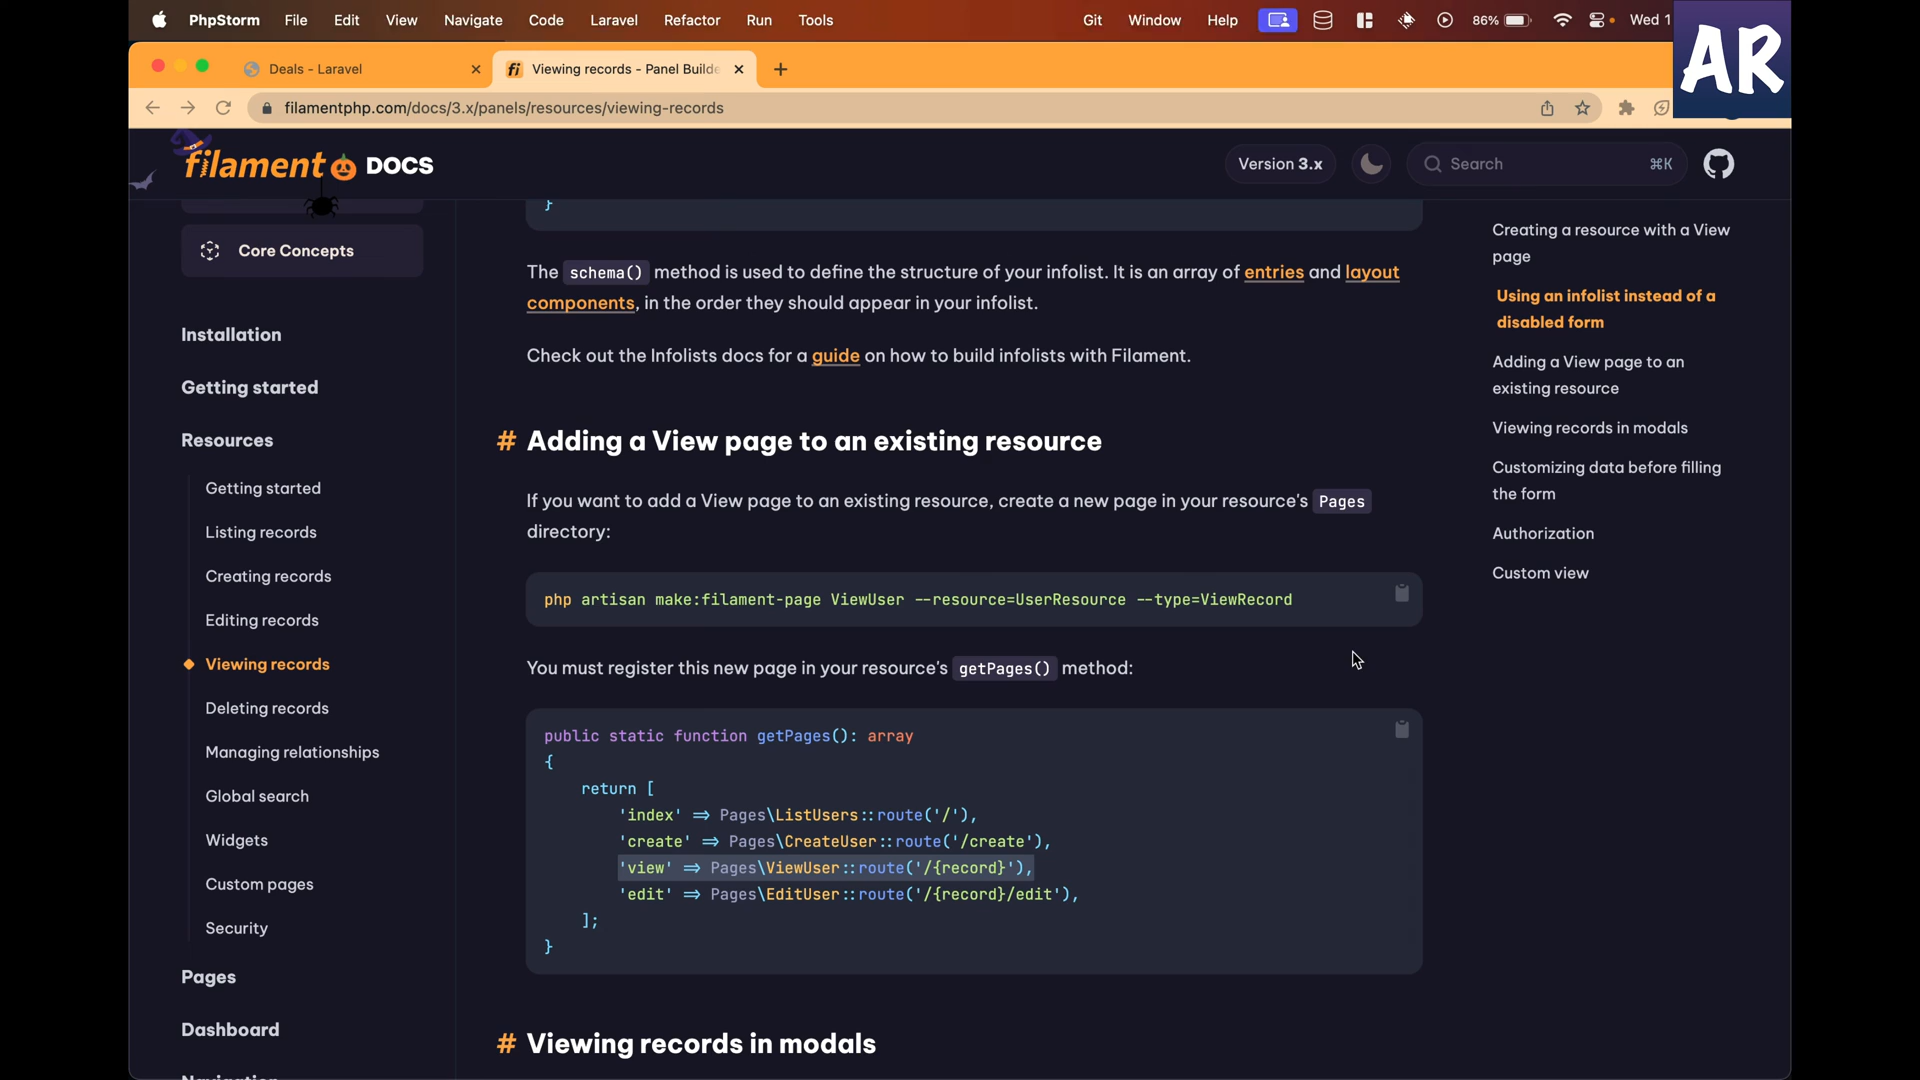 PhpStorm File Edit View Navigate Code Laravel Refactor Run Tools Git Window Help 86% Wed 1
AR
Deals - Laravel
Viewing records - Panel Builde
filamentphp.com/docs/3.x/panels/resources/viewing-records
filament DOCS
Version 3.x
Search ⌘K
Core Concepts
Installation
Getting started
Resources
Getting started
Listing records
Creating records
Editing records
Viewing records
Deleting records
Managing relationships
Global search
Widgets
Custom pages
Security
Pages
Dashboard
}
The schema() method is used to define the structure of your infolist. It is an array of entries and layout
components, in the order they should appear in your infolist.
Check out the Infolists docs for a guide on how to build infolists with Filament.
# Adding a View page to an existing resource
If you want to add a View page to an existing resource, create a new page in your resource's Pages
directory:
php artisan make:filament-page ViewUser --resource=UserResource --type=ViewRecord
You must register this new page in your resource's getPages() method:
public static function getPages(): array
{
return [
'index' => Pages\ListUsers::route('/'),
'create' => Pages\CreateUser::route('/create'),
'view' => Pages\ViewUser::route('/{record}'),
'edit' => Pages\EditUser::route('/{record}/edit'),
];
}
# Viewing records in modals
Creating a resource with a View
page
Using an infolist instead of a
disabled form
Adding a View page to an
existing resource
Viewing records in modals
Customizing data before filling
the form
Authorization
Custom view